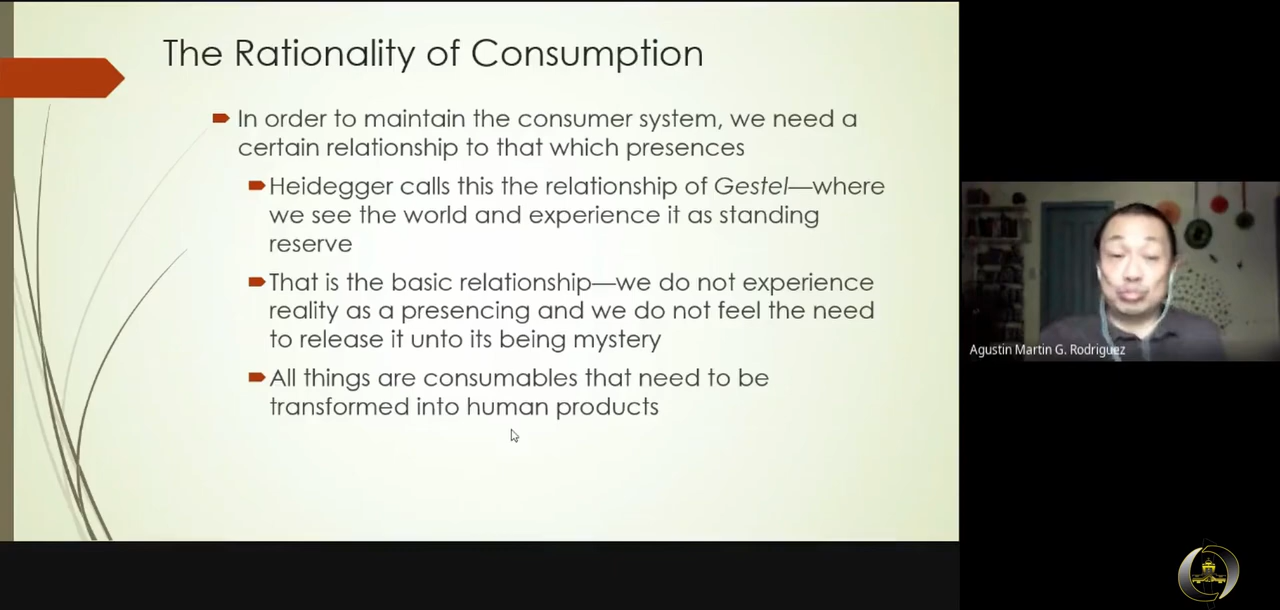 The Rationality of Consumption
In order to maintain the consumer system, we need a
certain relationship to that which presences
Heidegger calls this the relationship of Gestel—where
we see the world and experience it as standing
reserve
That is the basic relationship—we do not experience
reality as a presencing and we do not feel the need
to release it unto its being mystery
All things are consumables that need to be
transformed into human products
Agustin Martin G. Rodriguez